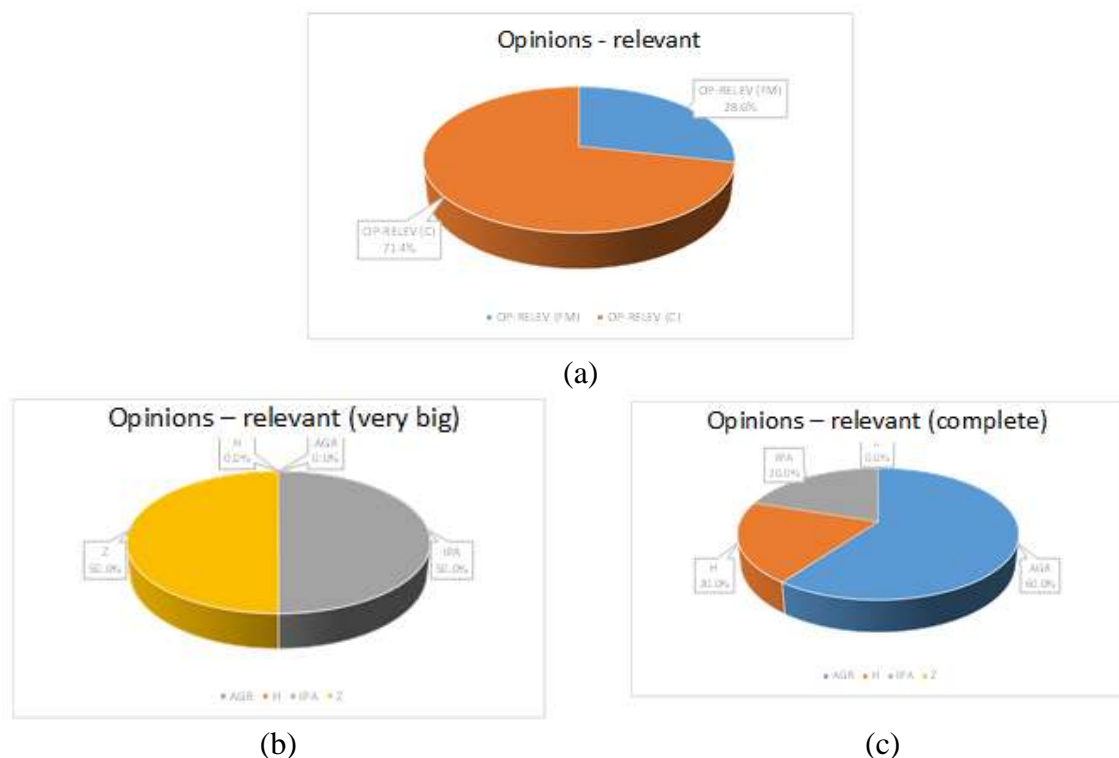 Opinions - relevant
OP-RELEV (FM)
28.6%
OP-RELEV (C)
71.4%
OP-RELEV (FM) OP-RELEV (C)
(a)
Opinions – relevant (very big)
H
0.0%
AGR
0.0%
Z
50.0%
IPA
50.0%
AGR H IPA Z
(b)
Opinions – relevant (complete)
IPA
20.0%
0.0%
H
20.0%
AGR
60.0%
AGR H IPA Z
(c)